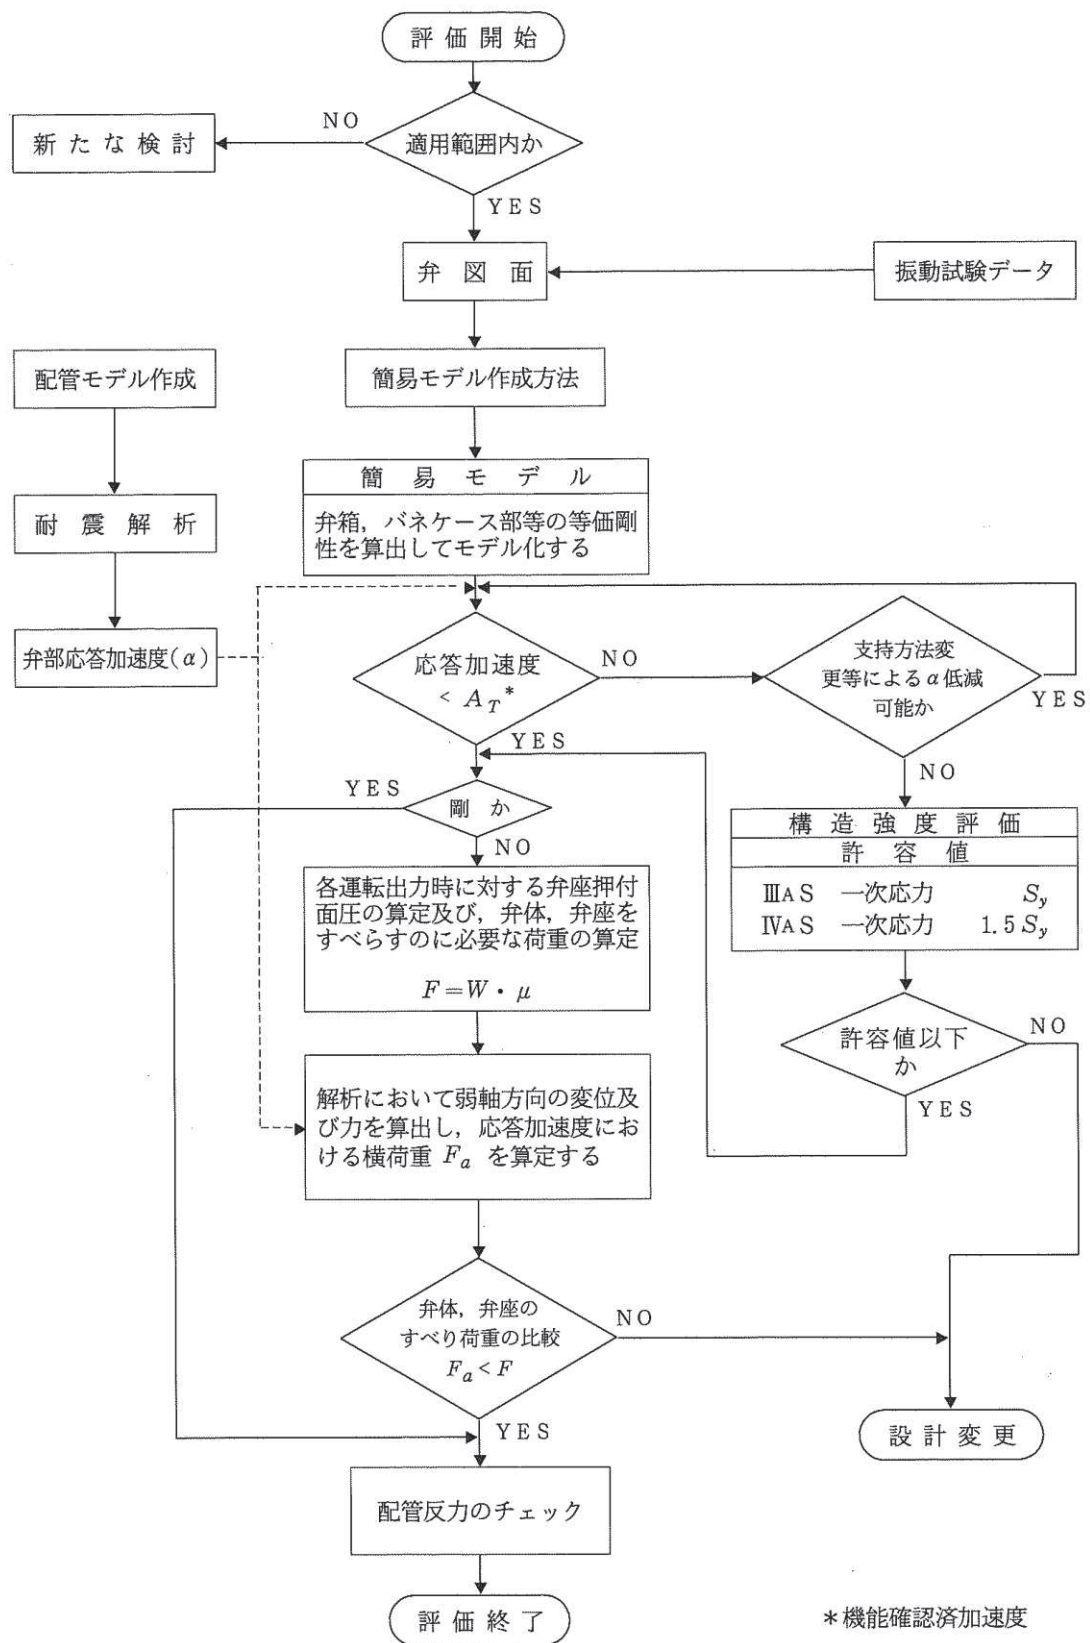 評価開始
適用範囲内か
NO
新たな検討
YES
弁図面
振動試験データ
配管モデル作成
簡易モデル作成方法
簡易モデル
弁箱，バネケース部等の等価剛
性を算出してモデル化する
耐震解析
弁部応答加速度(α)
応答加速度
< A_T*
NO
支持方法変
更等によるα低減
可能か
YES
YES
NO
剛か
YES
NO
構造強度評価
許容値
ⅢAS 一次応力 S_y
ⅣAS 一次応力 1.5 S_y
各運転出力時に対する弁座押付
面圧の算定及び，弁体，弁座を
すべらすのに必要な荷重の算定
F＝W・μ
許容値以下
か
NO
YES
解析において弱軸方向の変位及
び力を算出し，応答加速度にお
ける横荷重 F_a を算定する
弁体，弁座の
すべり荷重の比較
F_a < F
NO
YES
設計変更
配管反力のチェック
評価終了
＊機能確認済加速度